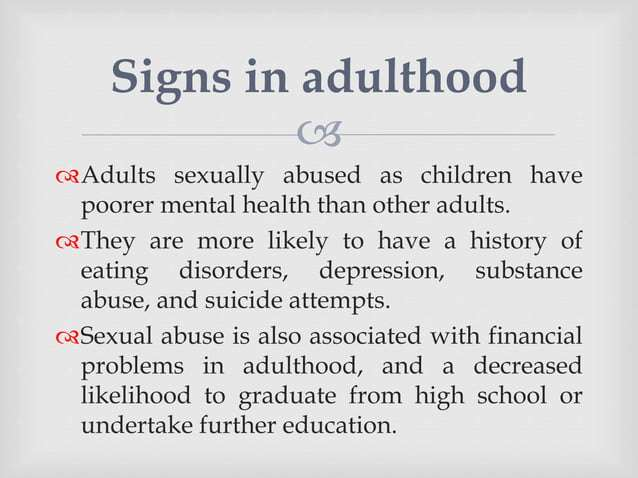 Signs in adulthood
Adults sexually abused as children have
poorer mental health than other adults.
They are more likely to have a history of
eating disorders, depression, substance
abuse, and suicide attempts.
Sexual abuse is also associated with financial
problems in adulthood, and a decreased
likelihood to graduate from high school or
undertake further education.